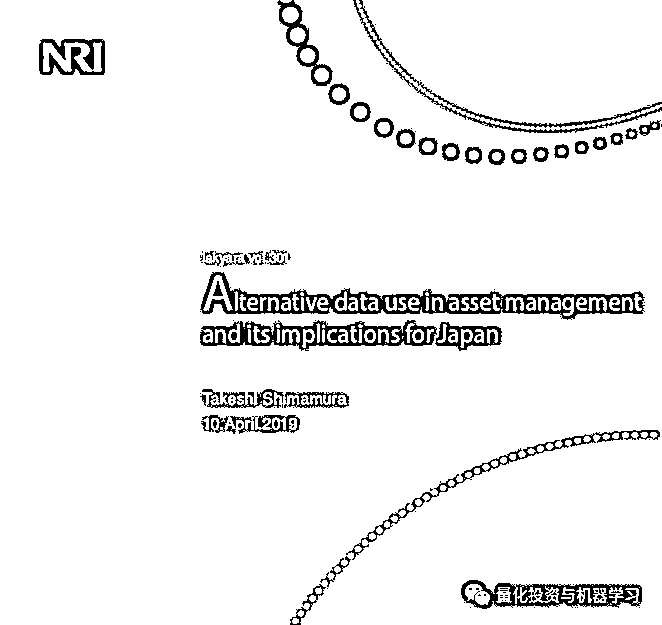 NRI
lakyara vol.301
Alternative data use in asset management
and its implications for Japan
Takeshi Shimamura
10.April.2019
量化投资与机器学习